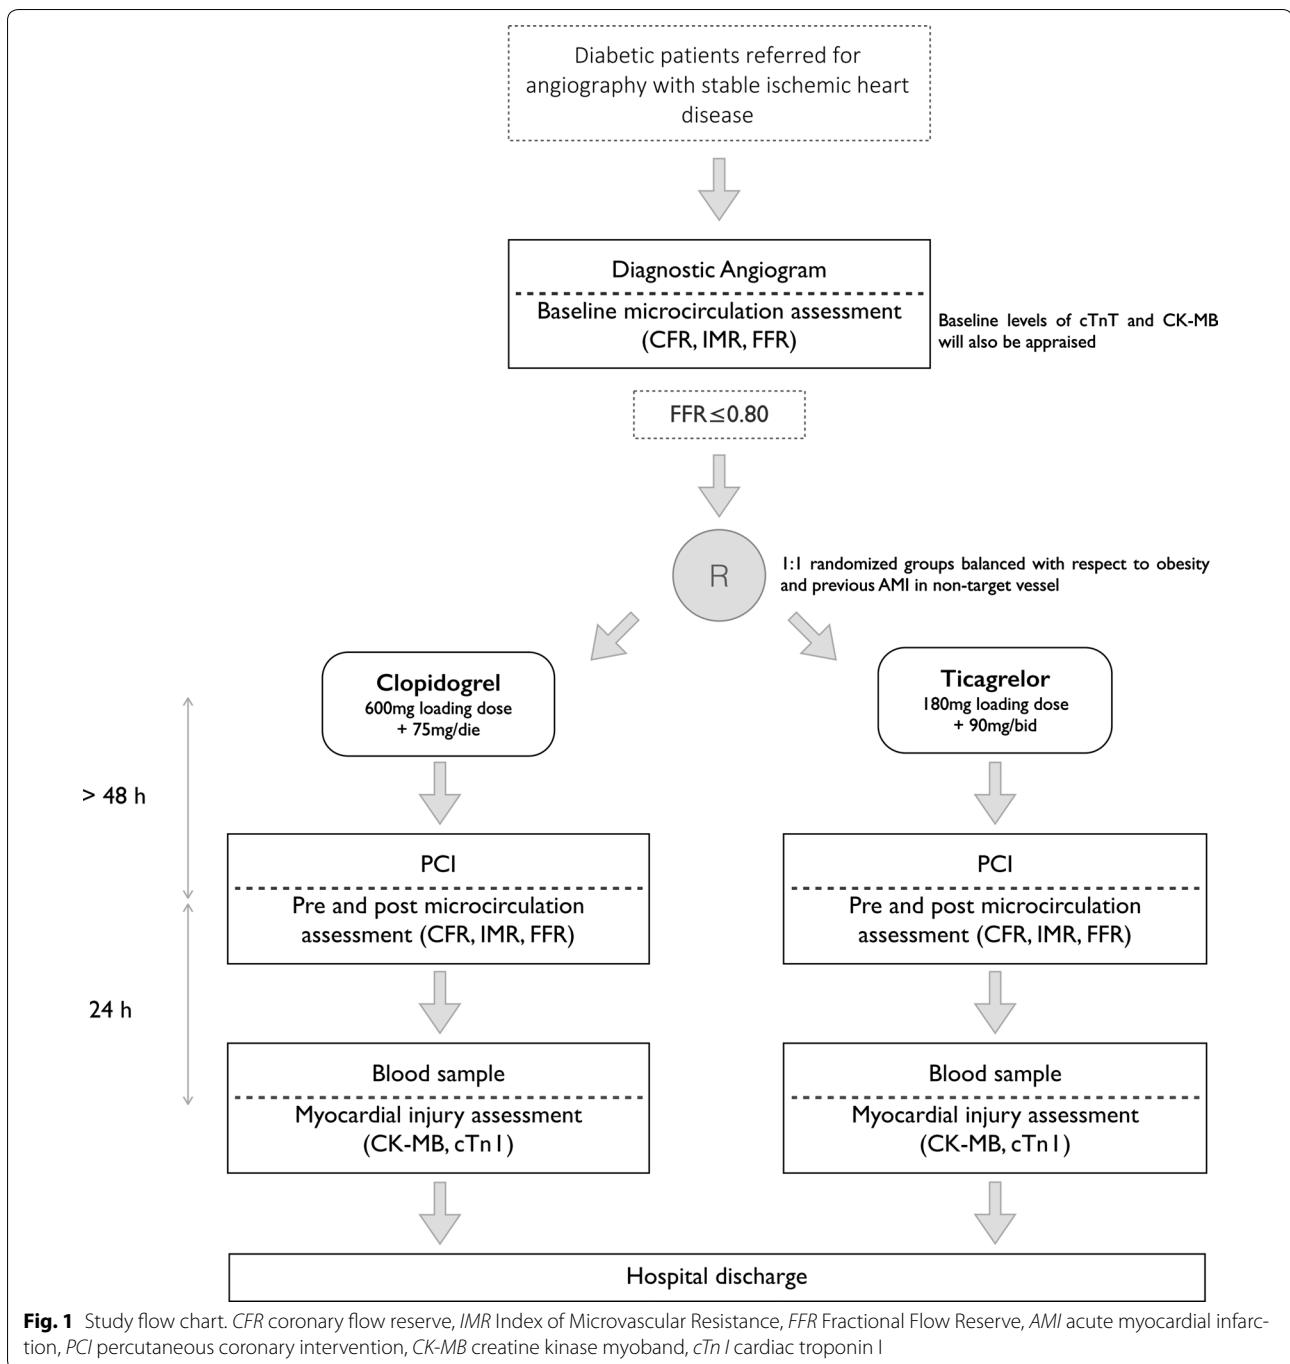 Diabetic patients referred for
angiography with stable ischemic heart
disease
Diagnostic Angiogram
Baseline microcirculation assessment
(CFR, IMR, FFR)
Baseline levels of cTnT and CK-MB
will also be appraised
FFR≤0.80
R
1:1 randomized groups balanced with respect to obesity
and previous AMI in non-target vessel
Clopidogrel
600mg loading dose
+ 75mg/die
Ticagrelor
180mg loading dose
+ 90mg/bid
> 48 h
PCI
Pre and post microcirculation
assessment (CFR, IMR, FFR)
PCI
Pre and post microcirculation
assessment (CFR, IMR, FFR)
24 h
Blood sample
Myocardial injury assessment
(CK-MB, cTn1)
Blood sample
Myocardial injury assessment
(CK-MB, cTn1)
Hospital discharge
Fig. 1 Study flow chart. CFR coronary flow reserve, IMR Index of Microvascular Resistance, FFR Fractional Flow Reserve, AMI acute myocardial infarc-
tion, PCI percutaneous coronary intervention, CK-MB creatine kinase myoband, cTn I cardiac troponin I